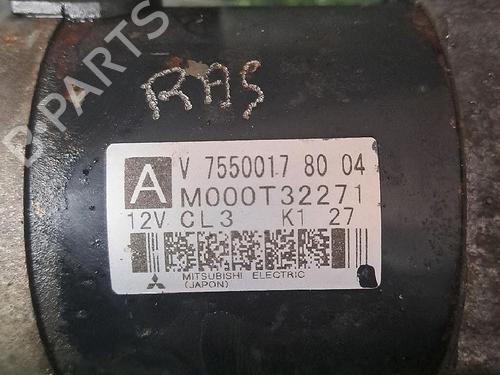 B-PARTS
RAS
A V 7550017 80 04
M000T32271
12V CL3 K1 27
MITSUBISHI ELECTRIC
(JAPON)